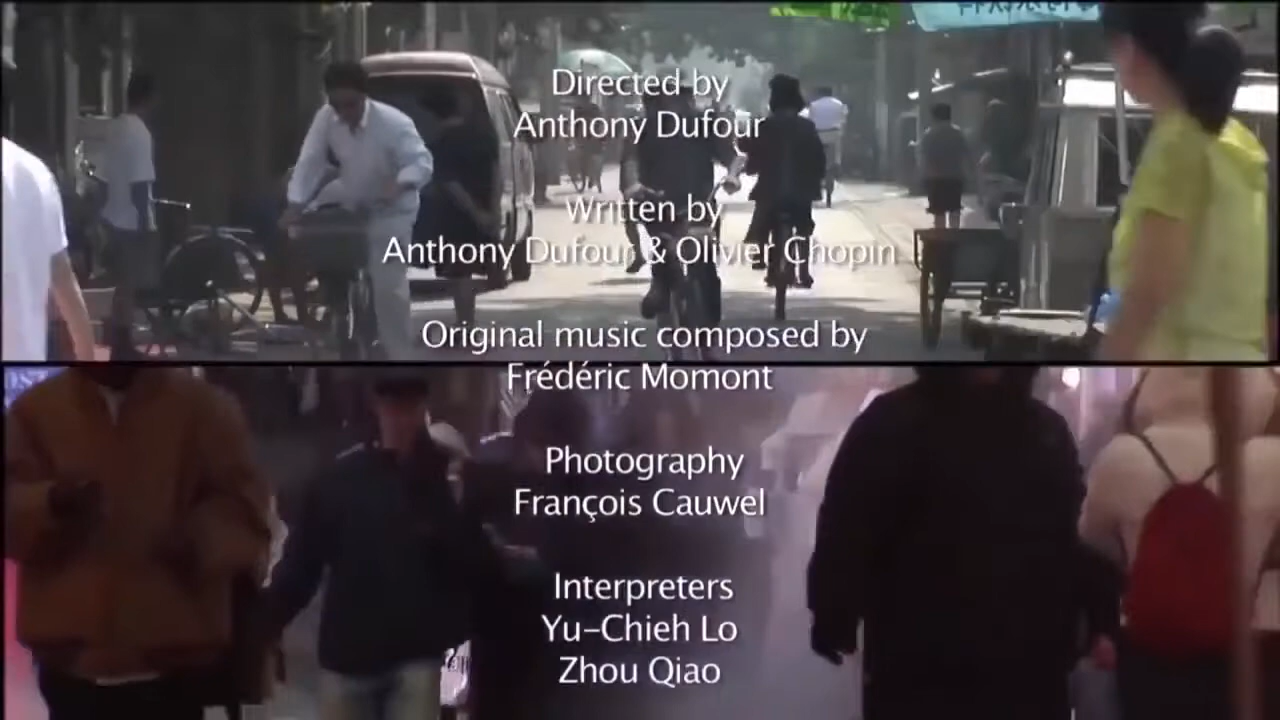 Directed by
Anthony Dufour
Written by
Anthony Dufour & Olivier Chopin
Original music composed by
Frédéric Momont
Photography
François Cauwel
Interpreters
Yu-Chieh Lo
Zhou Qiao